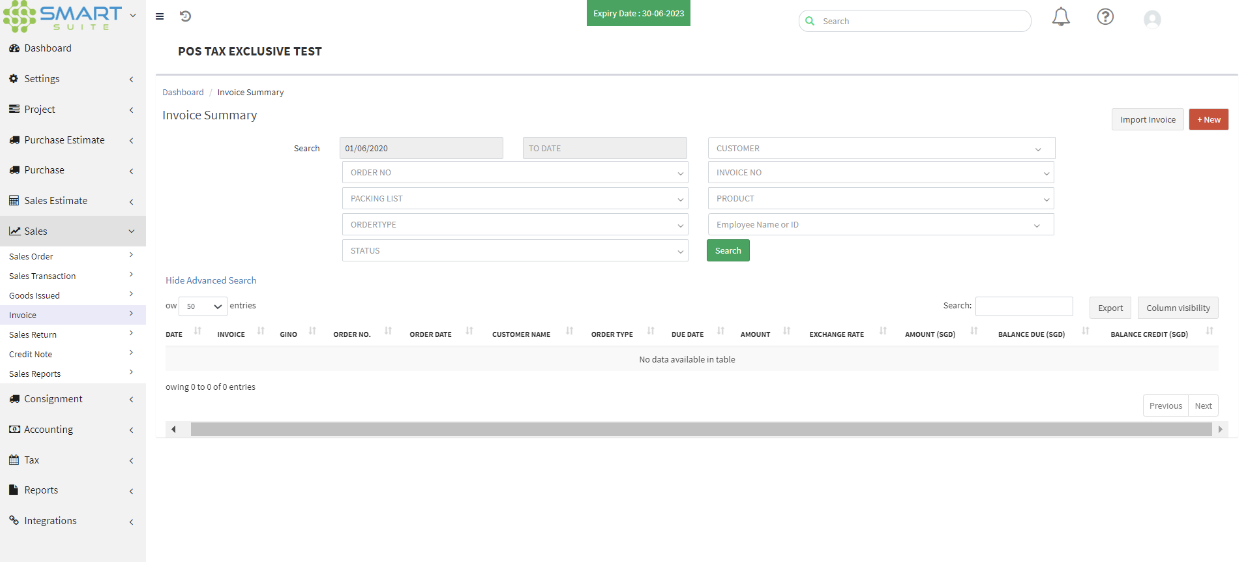 SMART
SUITE
Expiry Date : 30-06-2023
Search
Dashboard
Settings
Project
Purchase Estimate
Purchase
Sales Estimate
Sales
Sales Order
Sales Transaction
Goods Issued
Invoice
Sales Return
Credit Note
Sales Reports
Consignment
Accounting
Tax
Reports
Integrations
POS TAX EXCLUSIVE TEST
Dashboard / Invoice Summary
Invoice Summary
Import Invoice + New
Search 01/06/2020 TO DATE CUSTOMER
ORDER NO INVOICE NO
PACKING LIST PRODUCT
ORDERTYPE Employee Name or ID
STATUS Search
Hide Advanced Search
ow 50 entries Search: Export Column visibility
DATE INVOICE GINO ORDER NO. ORDER DATE CUSTOMER NAME ORDER TYPE DUE DATE AMOUNT EXCHANGE RATE AMOUNT (SGD) BALANCE DUE (SGD) BALANCE CREDIT (SGD)
No data available in table
owing 0 to 0 of 0 entries
Previous Next